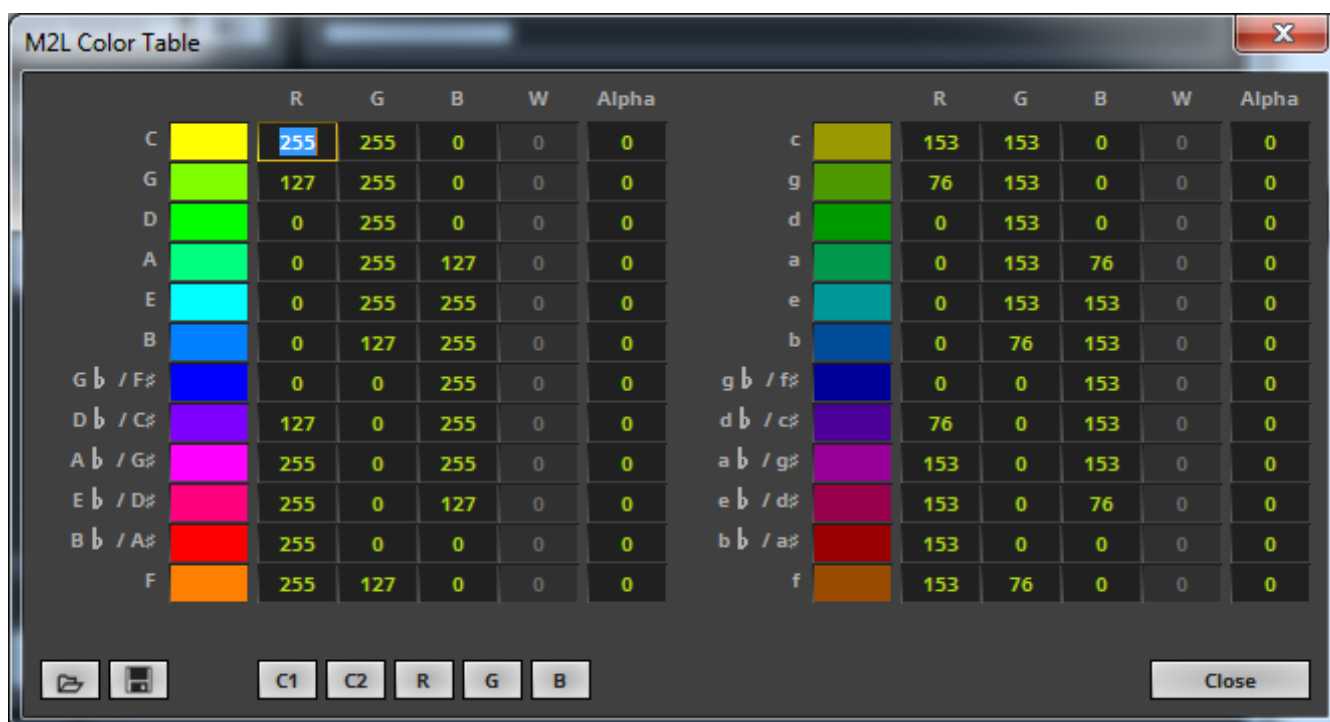 M2L Color Table
R G B W Alpha R G B W Alpha
C 255 255 0 0 0 c 153 153 0 0 0
G 127 255 0 0 0 g 76 153 0 0 0
D 0 255 0 0 0 d 0 153 0 0 0
A 0 255 127 0 0 a 0 153 76 0 0
E 0 255 255 0 0 e 0 153 153 0 0
B 0 127 255 0 0 b 0 76 153 0 0
G♭ / F♯ 0 0 255 0 0 g♭ / f♯ 0 0 153 0 0
D♭ / C♯ 127 0 255 0 0 d♭ / c♯ 76 0 153 0 0
A♭ / G♯ 255 0 255 0 0 a♭ / g♯ 153 0 153 0 0
E♭ / D♯ 255 0 127 0 0 e♭ / d♯ 153 0 76 0 0
B♭ / A♯ 255 0 0 0 0 b♭ / a♯ 153 0 0 0 0
F 255 127 0 0 0 f 153 76 0 0 0
C1 C2 R G B Close